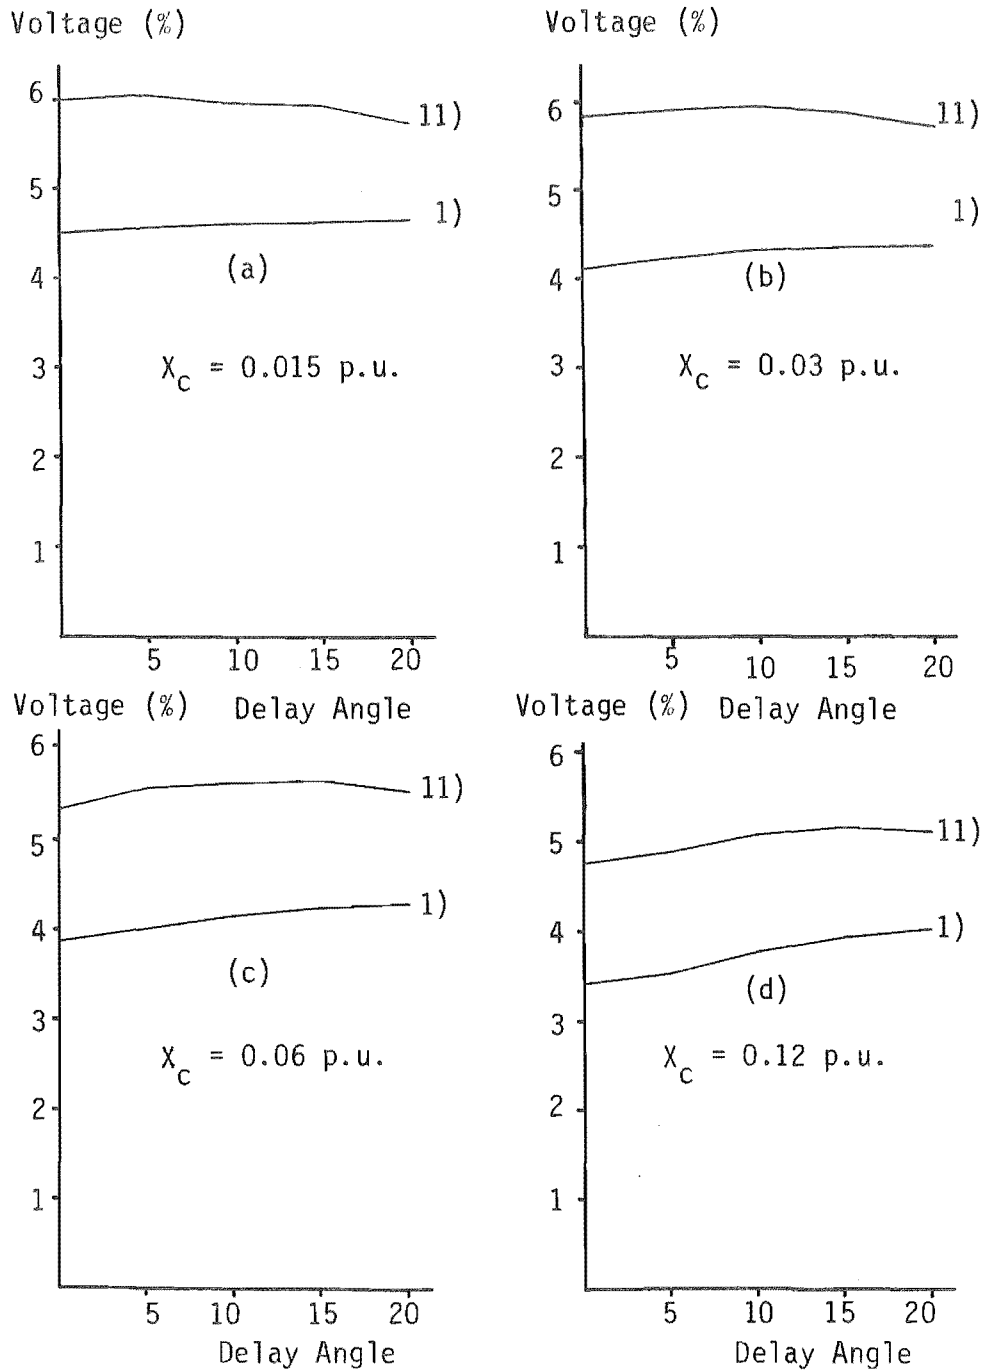 Voltage (%)
6
5
4
3
2
1
11)
1)
(a)
X_c = 0.015 p.u.
5 10 15 20
Delay Angle
Voltage (%)
6
5
4
3
2
1
11)
1)
(b)
X_c = 0.03 p.u.
5 10 15 20
Delay Angle
Voltage (%)
6
5
4
3
2
1
11)
1)
(c)
X_c = 0.06 p.u.
5 10 15 20
Delay Angle
Voltage (%)
6
5
4
3
2
1
11)
1)
(d)
X_c = 0.12 p.u.
5 10 15 20
Delay Angle